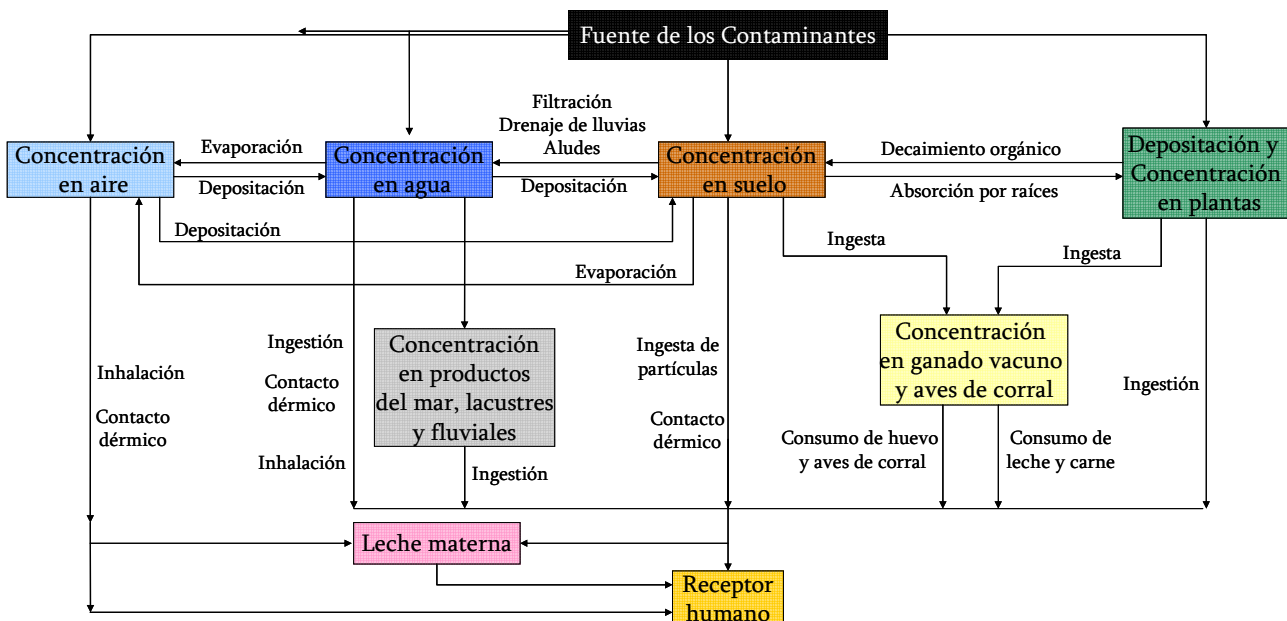 Fuente de los Contaminantes
Filtración
Drenaje de lluvias
Aludes
Evaporación
Depositación
Depositación
Decaimiento orgánico
Absorción por raíces
Concentración
en aire
Concentración
en agua
Concentración
en suelo
Depositación y
Concentración
en plantas
Depositación
Evaporación
Ingesta
Ingesta
Concentración
en productos
del mar, lacustres
y fluviales
Concentración
en ganado vacuno
y aves de corral
Inhalación
Contacto
dérmico
Ingestión
Contacto
dérmico
Inhalación
Ingestión
Ingesta de
partículas
Contacto
dérmico
Consumo de huevo
y aves de corral
Consumo de
leche y carne
Ingestión
Leche materna
Receptor
humano